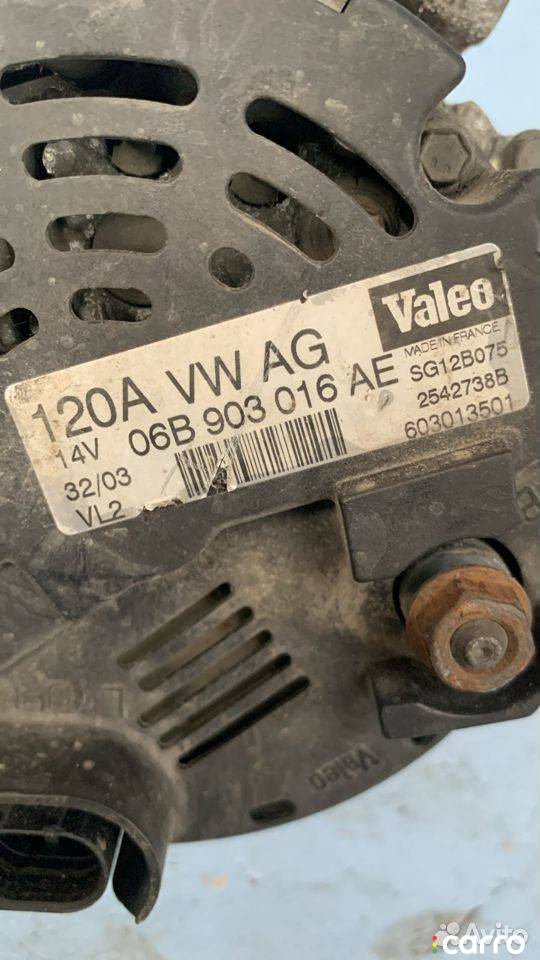 120A VW AG
14V 06B 903 016 AE
32/03
VL2
Valeo
MADE IN FRANCE
SG12B075
2542738B
603013501
Valeo
Avito
carro